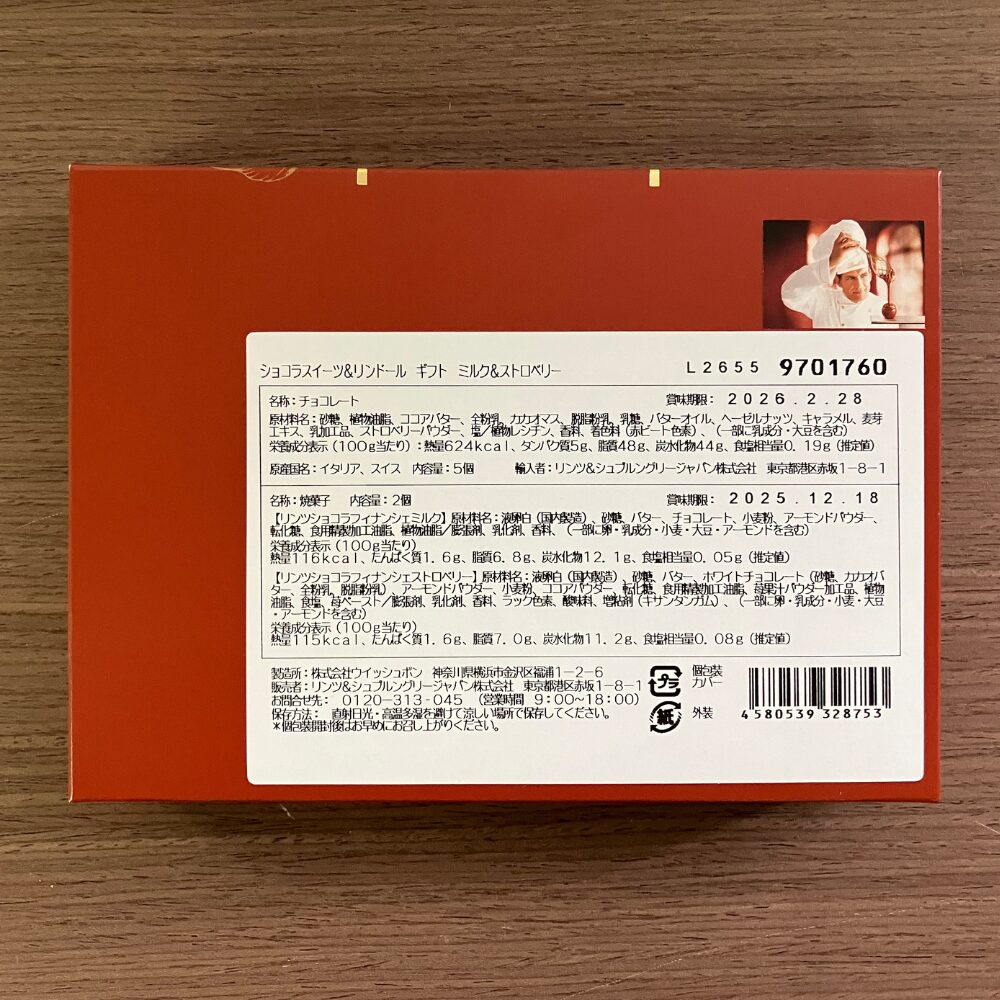 ショコラスイーツ&リンドール ギフト ミルク&ストロベリー L2655 9701760
名称：チョコレート 賞味期限： 2026.2.28
原材料名：砂糖、植物油脂、ココアバター、全粉乳、カカオマス、脱脂粉乳、乳糖、バターオイル、ヘーゼルナッツ、キャラメル、麦芽
エキス、乳加工品、ストロベリーパウダー、塩／植物レシチン、香料、着色料（赤ビート色素）、（一部に乳成分・大豆を含む）
栄養成分表示（100g当たり）：熱量624kcal、タンパク質5g、脂質48g、炭水化物44g、食塩相当量0.19g（推定値）
原産国名：イタリア、スイス 内容量：5個 輸入者：リンツ&シュプルングリージャパン株式会社 東京都港区赤坂1－8－1
名称：焼菓子 内容量：2個 賞味期限： 2025.12.18
【リンツショコラフィナンシェミルク】原材料名：液卵白（国内製造）、砂糖、バター、チョコレート、小麦粉、アーモンドパウダー、
転化糖、食用精製加工油脂、植物油脂／膨張剤、乳化剤、香料、（一部に卵・乳成分・小麦・大豆・アーモンドを含む）
栄養成分表示（100g当たり）
熱量116kcal、たんぱく質1.6g、脂質6.8g、炭水化物12.1g、食塩相当量0.05g（推定値）
【リンツショコラフィナンシェストロベリー】原材料名：液卵白（国内製造）、砂糖、バター、ホワイトチョコレート（砂糖、カカオバ
ター、全粉乳、脱脂粉乳）、アーモンドパウダー、小麦粉、ココアパウダー、転化糖、食用精製加工油脂、苺果汁パウダー加工品、植物
油脂、食塩、苺ペースト／膨張剤、乳化剤、香料、ラック色素、酸味料、増粘剤（キサンタンガム）、（一部に卵・乳成分・小麦・大豆
・アーモンドを含む）
栄養成分表示（100g当たり）
熱量115kcal、たんぱく質1.6g、脂質7.0g、炭水化物11.2g、食塩相当量0.08g（推定値）
製造所：株式会社ウイッシュボン 神奈川県横浜市金沢区福浦1－2－6
販売者：リンツ&シュプルングリージャパン株式会社 東京都港区赤坂1－8－1
お問合せ先： 0120-313-045 （営業時間 9:00～18:00）
保存方法： 直射日光・高温多湿を避けて涼しい場所で保存してください。
＊個包装開封後はお早めにお召し上がりください。
プラ 個包装
カバー
紙 外装
4580539 328753